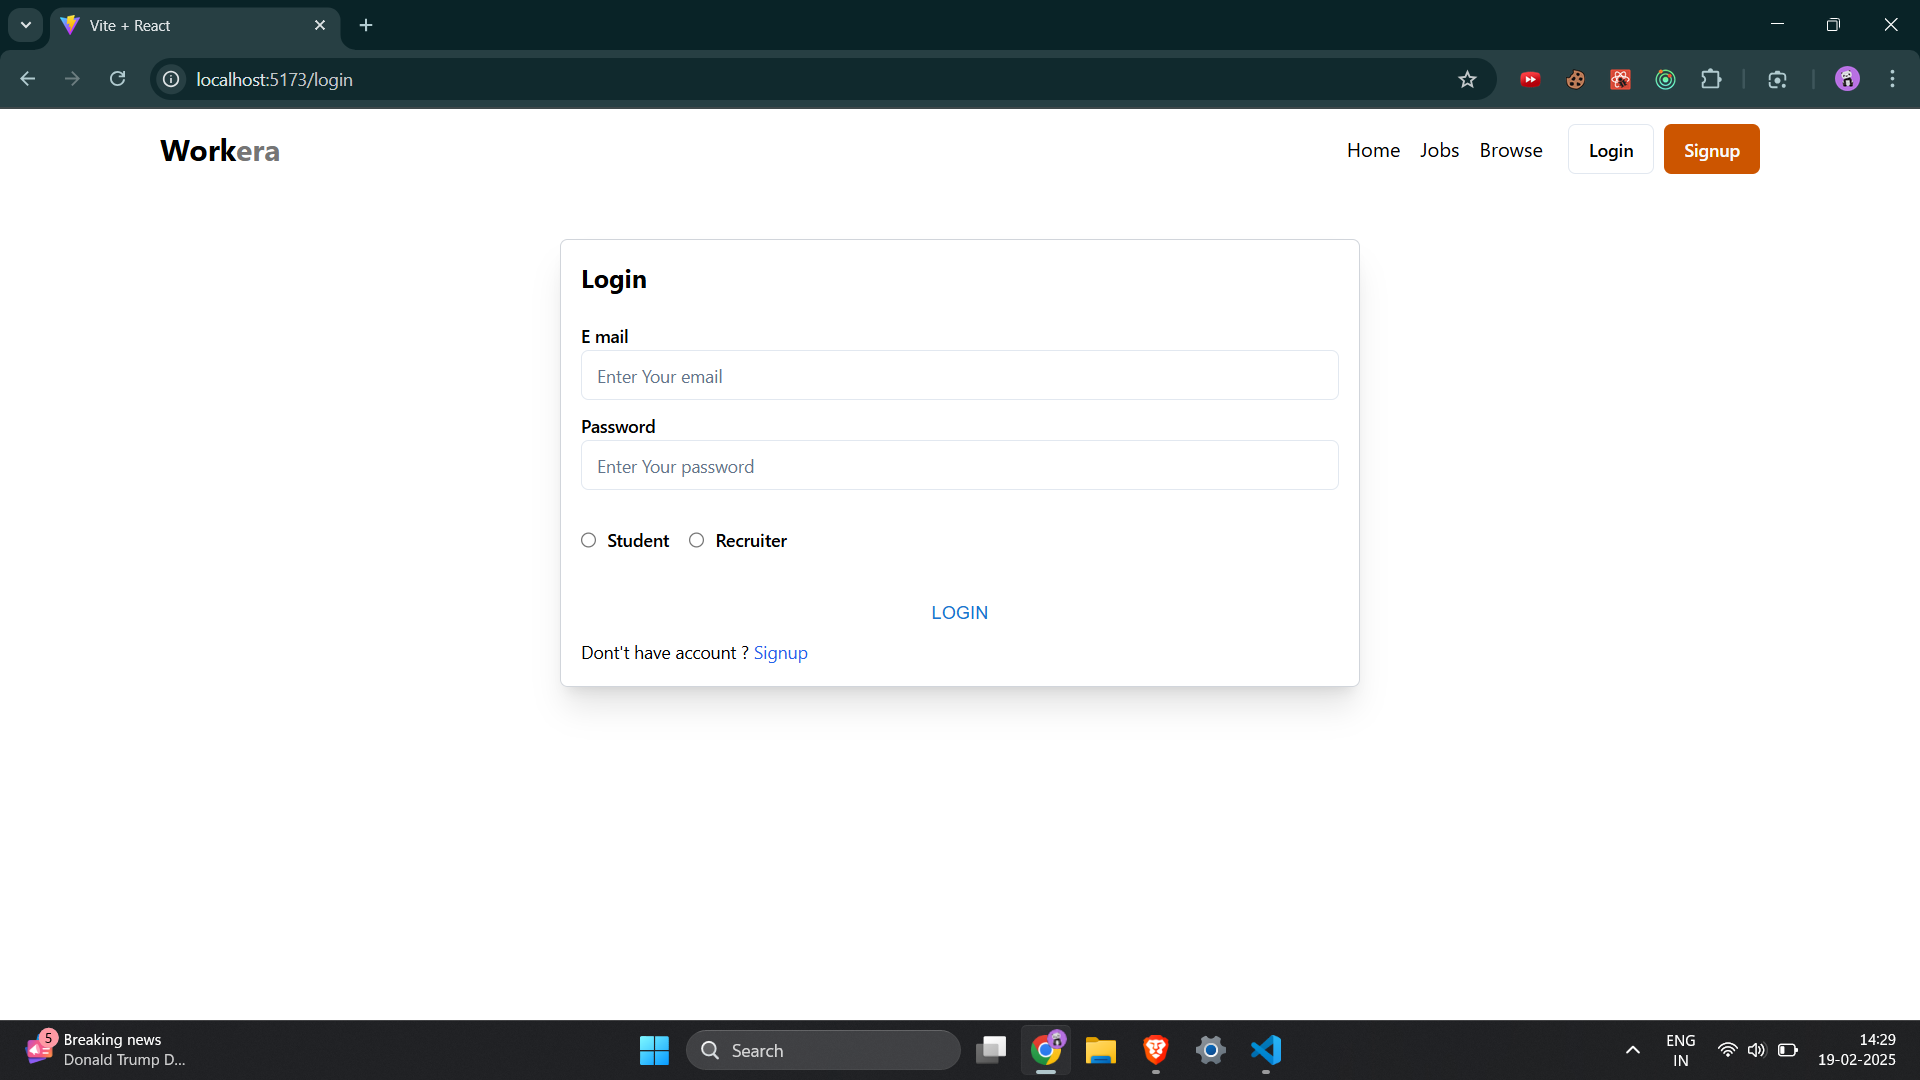 Vite + React
localhost:5173/login
Workera
Home Jobs Browse Login Signup
Login
E mail
Enter Your email
Password
Enter Your password
Student Recruiter
LOGIN
Dont't have account ? Signup
5 Breaking news
Donald Trump D...
Search
ENG
IN
14:29
19-02-2025